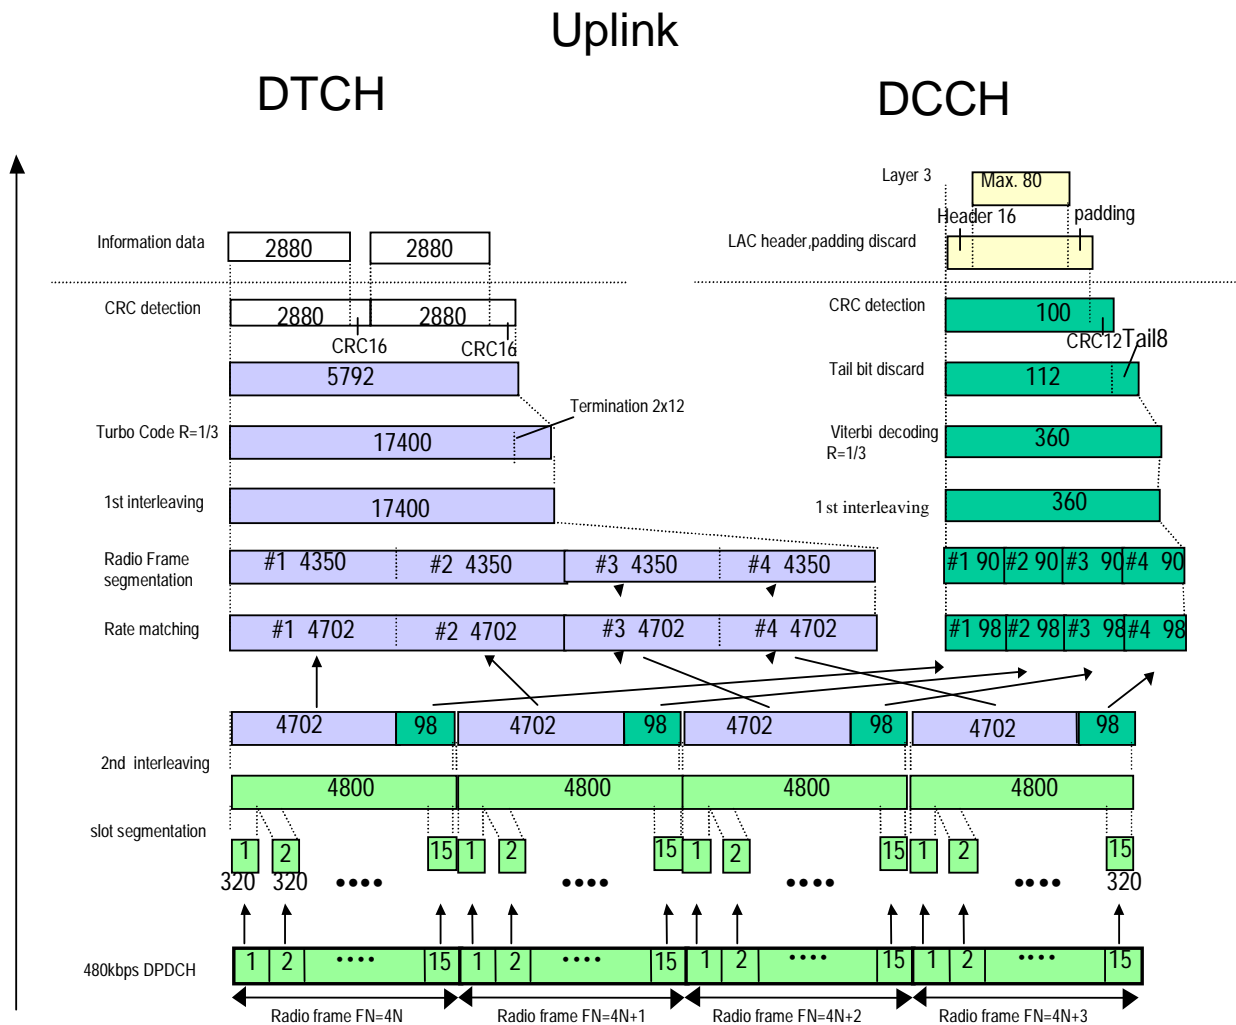 Uplink
DTCH
DCCH
Layer 3
Max. 80
Header 16
padding
Information data
2880
2880
LAC header,padding discard
CRC detection
2880
2880
CRC16
CRC16
CRC detection
100
CRC12
Tail8
5792
Tail bit discard
112
Termination 2x12
Turbo Code R=1/3
17400
Viterbi decoding
R=1/3
360
1st interleaving
17400
1st interleaving
360
Radio Frame
segmentation
#1 4350
#2 4350
#3 4350
#4 4350
#1 90
#2 90
#3 90
#4 90
Rate matching
#1 4702
#2 4702
#3 4702
#4 4702
#1 98
#2 98
#3 98
#4 98
4702
98
4702
98
4702
98
4702
98
2nd interleaving
4800
4800
4800
4800
slot segmentation
1
2
15
1
2
15
1
2
15
1
2
15
320
320
••••
••••
••••
••••
320
480kbps DPDCH
1
2
••••
15
1
2
••••
15
1
2
••••
15
1
2
••••
15
Radio frame FN=4N
Radio frame FN=4N+1
Radio frame FN=4N+2
Radio frame FN=4N+3